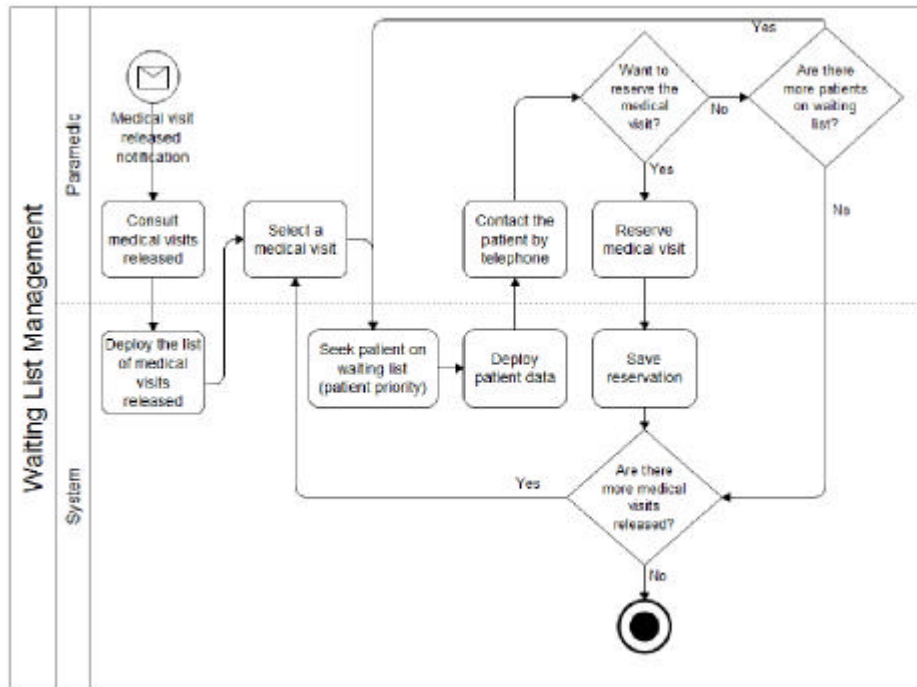 Waiting List Management
Paramedic
System
Medical visit
released
notification
Consult
medical visits
released
Deploy the list
of medical
visits
released
Select a
medical visit
Seek patient on
waiting list
(patient priority)
Deploy
patient data
Contact the
patient by
telephone
Want to
reserve the
medical
visit?
No
Yes
Are there
more patients
on waiting
list?
Yes
No
Reserve
medical visit
Save
reservation
Are there
more medical
visits
released?
Yes
No